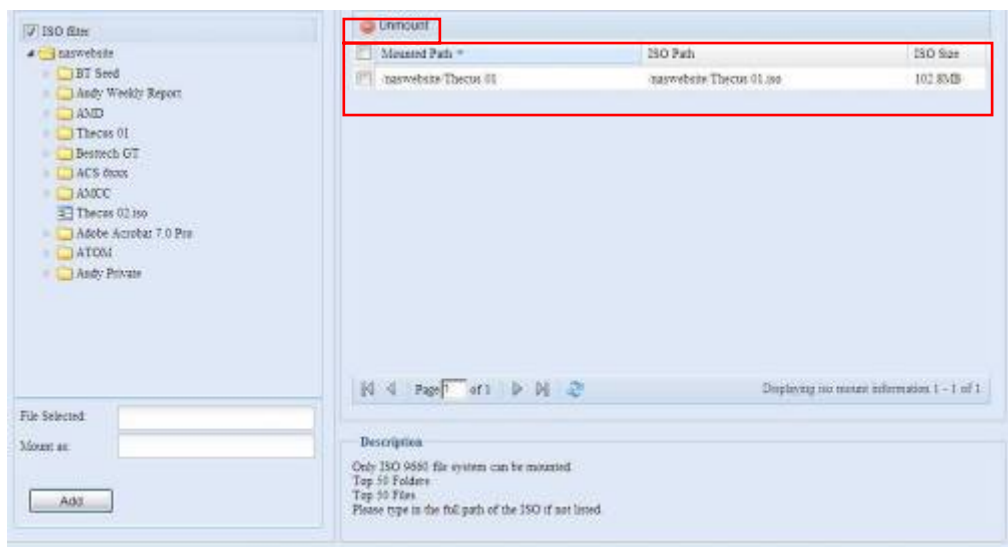 ISO filter
naswebsite
BT Seed
Andy Weekly Report
AMD
Thecus 01
Besttech GT
ACS 6xxx
AMCC
Thecus 02.iso
Adobe Acrobat 7.0 Pro
ATOM
Andy Private
File Selected:
Mount as:
Add
Unmount
Mounted Path
ISO Path
ISO Size
/naswebsite/Thecus 01
/naswebsite/Thecus 01.iso
102.8MB
Page 1 of 1
Displaying iso mount information 1 - 1 of 1
Description
Only ISO 9660 file system can be mounted.
Top 50 Folders
Top 50 Files
Please type in the full path of the ISO if not listed.